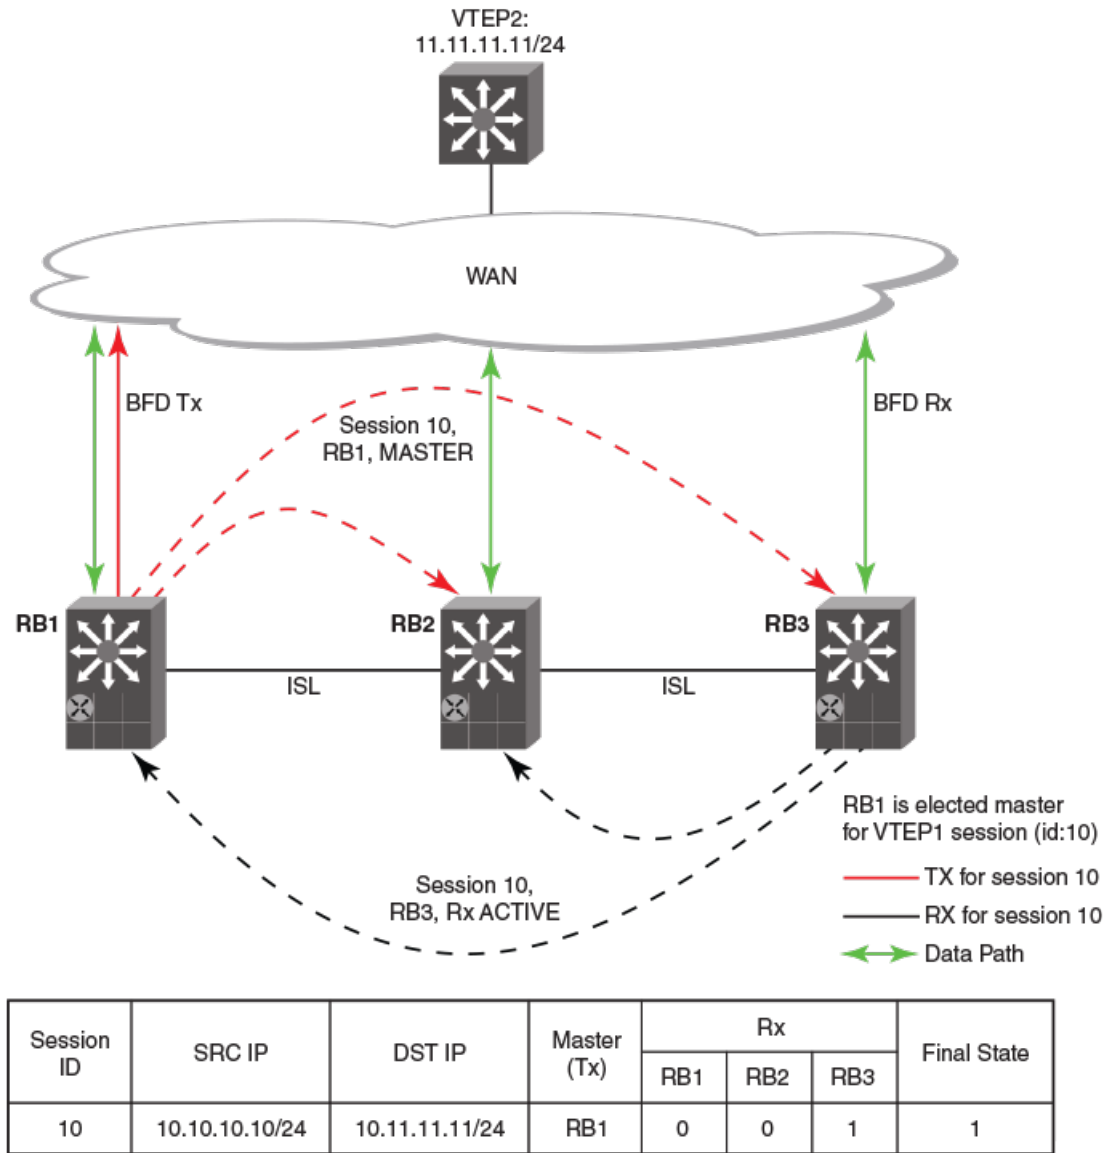 VTEP2:
11.11.11.11/24
WAN
BFD Tx
BFD Rx
Session 10,
RB1, MASTER
RB1
RB2
RB3
ISL
ISL
RB1 is elected master
for VTEP1 session (id:10)
TX for session 10
RX for session 10
Data Path
Session 10,
RB3, Rx ACTIVE
Session
ID
SRC IP
DST IP
Master
(Tx)
Rx
RB1
RB2
RB3
Final State
10
10.10.10.10/24
10.11.11.11/24
RB1
0
0
1
1